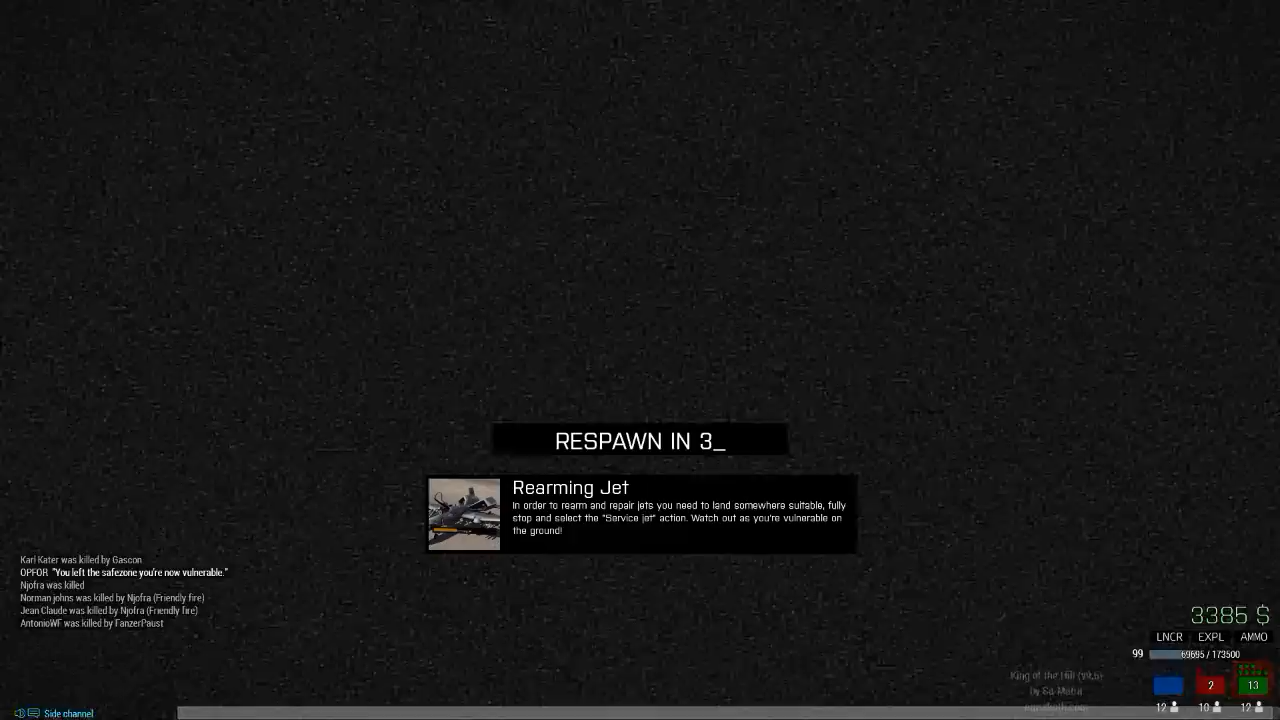 RESPAWN IN 3_
Rearming Jet
In order to rearm and repair jets you need to land somewhere suitable, fully
stop and select the "Service jet" action. Watch out as you're vulnerable on
the ground!
Karl Kater was killed by Gascon
OPFOR "You left the safezone you're now vulnerable."
Njofra was killed
Norman johns was killed by Njofra (Friendly fire)
Jean Claude was killed by Njofra (Friendly fire)
AntonioWF was killed by FanzerPaust
3385 $
LNCR EXPL AMMO
99 69695 / 173500
King of the Hill
by Sa-Matra
2 13
12 10 12
Side channel